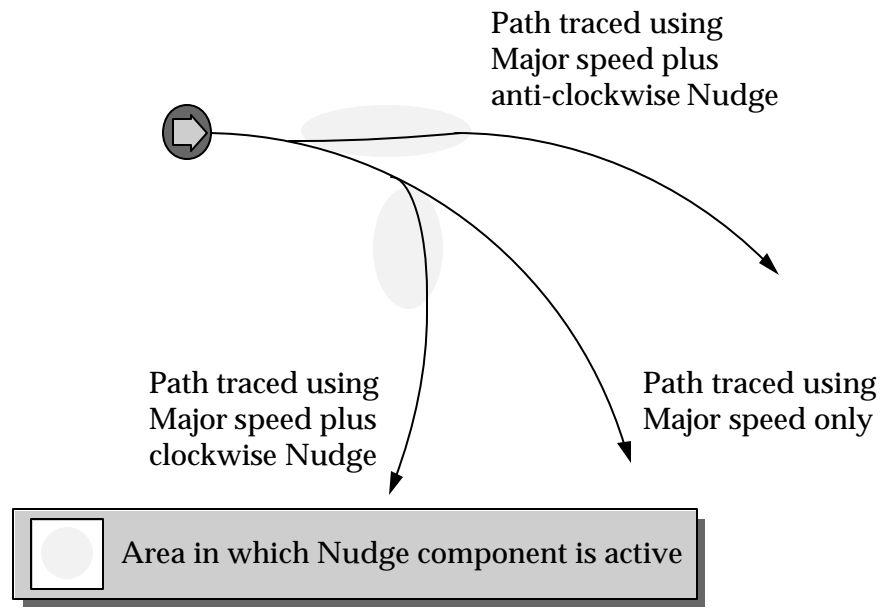 Path traced using
Major speed plus
anti-clockwise Nudge
Path traced using
Major speed plus
clockwise Nudge
Path traced using
Major speed only
Area in which Nudge component is active